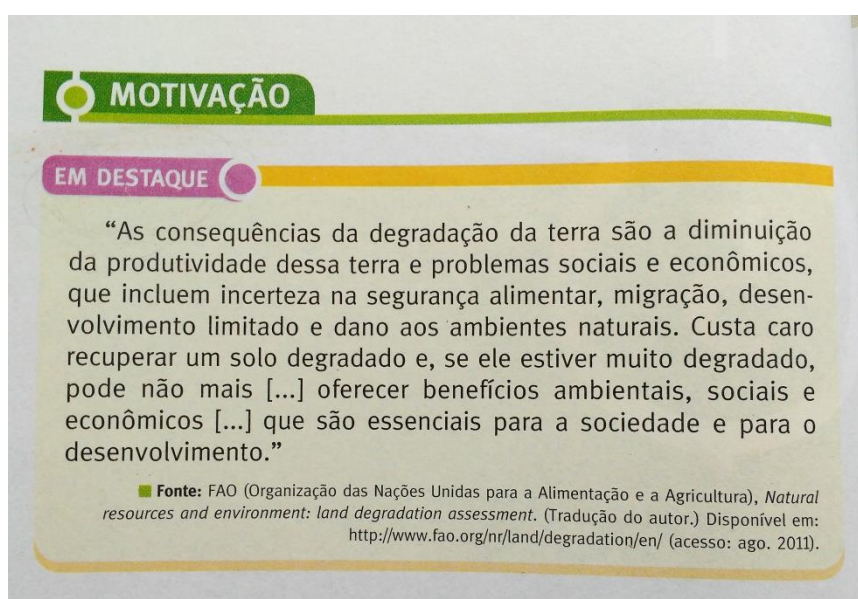 MOTIVAÇÃO
EM DESTAQUE
“As consequências da degradação da terra são a diminuição
da produtividade dessa terra e problemas sociais e econômicos,
que incluem incerteza na segurança alimentar, migração, desen-
volvimento limitado e dano aos ambientes naturais. Custa caro
recuperar um solo degradado e, se ele estiver muito degradado,
pode não mais [...] oferecer benefícios ambientais, sociais e
econômicos [...] que são essenciais para a sociedade e para o
desenvolvimento.”
Fonte: FAO (Organização das Nações Unidas para a Alimentação e a Agricultura), Natural
resources and environment: land degradation assessment. (Tradução do autor.) Disponível em:
http://www.fao.org/nr/land/degradation/en/ (acesso: ago. 2011).